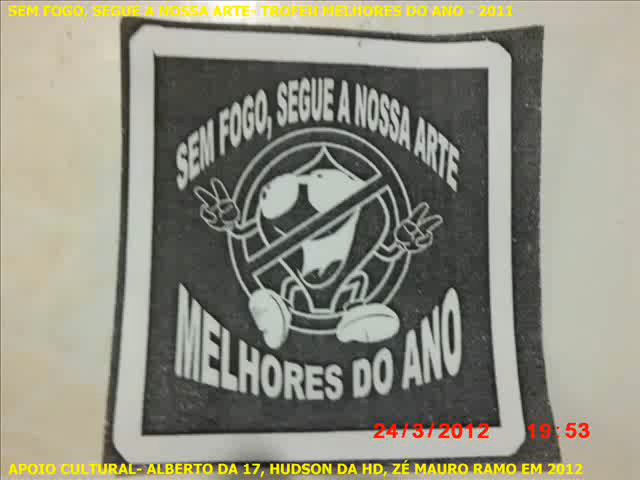 SEM FOGO, SEGUE A NOSSA ARTE- TROFEU MELHORES DO ANO - 2011
SEM FOGO, SEGUE A NOSSA ARTE
MELHORES DO ANO
24/3/2012 19:53
APOIO CULTURAL- ALBERTO DA 17, HUDSON DA HD, ZÉ MAURO RAMO EM 2012